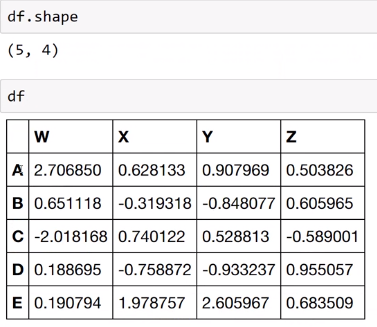 df.shape
(5, 4)
df
W X Y Z
A 2.706850 0.628133 0.907969 0.503826
B 0.651118 -0.319318 -0.848077 0.605965
C -2.018168 0.740122 0.528813 -0.589001
D 0.188695 -0.758872 -0.933237 0.955057
E 0.190794 1.978757 2.605967 0.683509